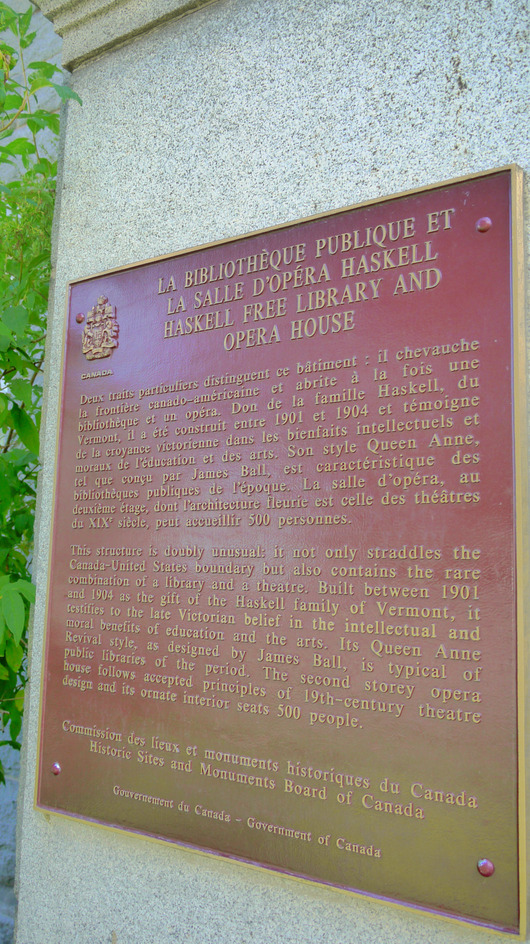 LA BIBLIOTHÈQUE PUBLIQUE ET
LA SALLE D'OPÉRA HASKELL
HASKELL FREE LIBRARY AND
OPERA HOUSE
CANADA
Deux traits particuliers distinguent ce bâtiment : il chevauche
la frontière canado-américaine et abrite à la fois une
bibliothèque et un opéra. Don de la famille Haskell, du
Vermont, il a été construit entre 1901 et 1904 et témoigne
de la croyance victorienne dans les bienfaits intellectuels et
moraux de l'éducation et des arts. Son style Queen Anne,
tel que conçu par James Ball, est caractéristique des
bibliothèques publiques de l'époque. La salle d'opéra, au
deuxième étage, dont l'architecture fleurie est celle des théâtres
du XIXe siècle, peut accueillir 500 personnes.
This structure is doubly unusual: it not only straddles the
Canada-United States boundary but also contains the rare
combination of a library and a theatre. Built between 1901
and 1904 as the gift of the Haskell family of Vermont, it
testifies to the late Victorian belief in the intellectual and
moral benefits of education and the arts. Its Queen Anne
Revival style, as designed by James Ball, is typical of
public libraries of the period. The second storey opera
house follows accepted principles of 19th-century theatre
design and its ornate interior seats 500 people.
Commission des lieux et monuments historiques du Canada
Historic Sites and Monuments Board of Canada
Gouvernement du Canada – Government of Canada